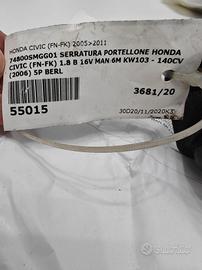 HONDA CIVIC (FN-FK) 2005>2011
74800SMGG01 SERRATURA PORTELLONE HONDA
CIVIC (FN-FK) 1.8 B 16V MAN 6M KW103 - 140CV
(2006) 5P BERL
3681/20
55015
30D20/11/2020K3
subito